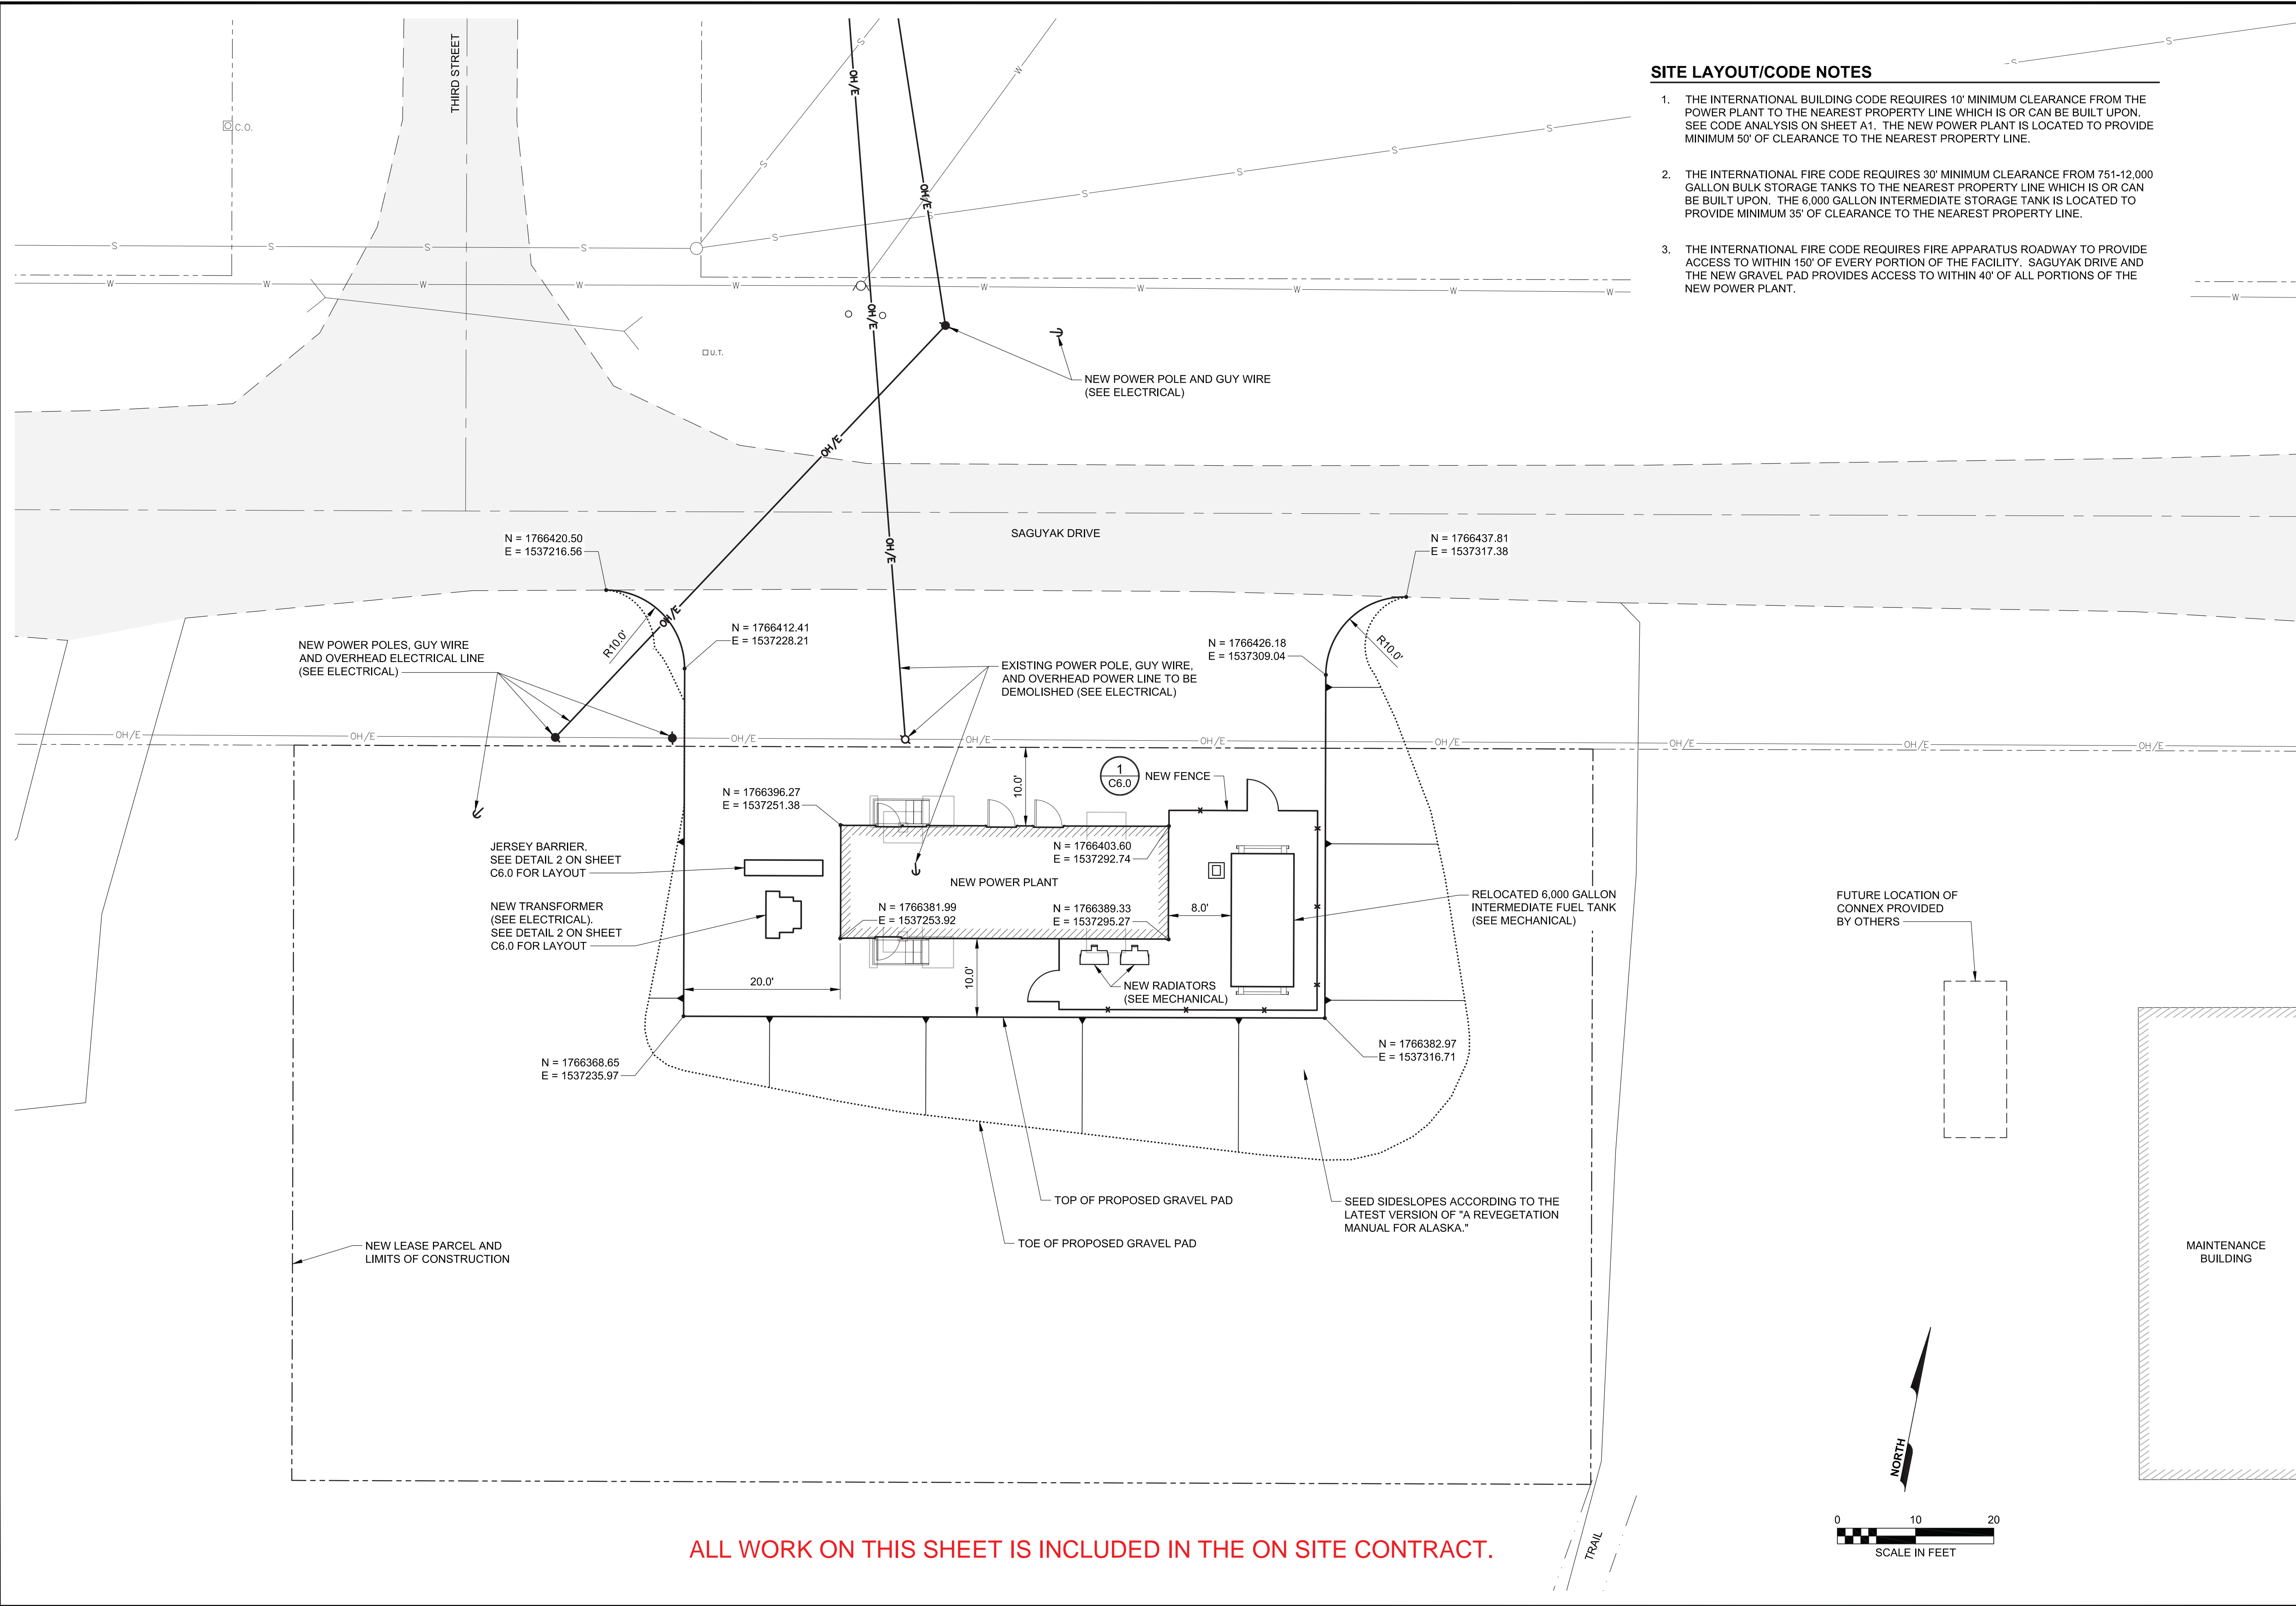 THIRD STREET
C.O.
S
S
S
W
OH/E
OH/E
SITE LAYOUT/CODE NOTES
1. THE INTERNATIONAL BUILDING CODE REQUIRES 10' MINIMUM CLEARANCE FROM THE
POWER PLANT TO THE NEAREST PROPERTY LINE WHICH IS OR CAN BE BUILT UPON.
SEE CODE ANALYSIS ON SHEET A1. THE NEW POWER PLANT IS LOCATED TO PROVIDE
MINIMUM 50' OF CLEARANCE TO THE NEAREST PROPERTY LINE.
2. THE INTERNATIONAL FIRE CODE REQUIRES 30' MINIMUM CLEARANCE FROM 751-12,000
GALLON BULK STORAGE TANKS TO THE NEAREST PROPERTY LINE WHICH IS OR CAN
BE BUILT UPON. THE 6,000 GALLON INTERMEDIATE STORAGE TANK IS LOCATED TO
PROVIDE MINIMUM 35' OF CLEARANCE TO THE NEAREST PROPERTY LINE.
3. THE INTERNATIONAL FIRE CODE REQUIRES FIRE APPARATUS ROADWAY TO PROVIDE
ACCESS TO WITHIN 150' OF EVERY PORTION OF THE FACILITY. SAGUYAK DRIVE AND
THE NEW GRAVEL PAD PROVIDES ACCESS TO WITHIN 40' OF ALL PORTIONS OF THE
NEW POWER PLANT.
S
S
S
S
S
S
S S S S
W W W W W W W W W W W
OH/E
U.T.
NEW POWER POLE AND GUY WIRE
(SEE ELECTRICAL)
OH/E
OH/E
SAGUYAK DRIVE
N = 1766420.50
E = 1537216.56
N = 1766437.81
E = 1537317.38
OH/E
R10.0'
N = 1766412.41
E = 1537228.21
N = 1766426.18
E = 1537309.04
R10.0'
NEW POWER POLES, GUY WIRE
AND OVERHEAD ELECTRICAL LINE
(SEE ELECTRICAL)
EXISTING POWER POLE, GUY WIRE,
AND OVERHEAD POWER LINE TO BE
DEMOLISHED (SEE ELECTRICAL)
OH/E OH/E OH/E OH/E OH/E OH/E OH/E OH/E OH/E
10.0'
1
C6.0
NEW FENCE
N = 1766396.27
E = 1537251.38
JERSEY BARRIER.
SEE DETAIL 2 ON SHEET
C6.0 FOR LAYOUT
N = 1766403.60
E = 1537292.74
NEW POWER PLANT
NEW TRANSFORMER
(SEE ELECTRICAL).
SEE DETAIL 2 ON SHEET
C6.0 FOR LAYOUT
N = 1766381.99
E = 1537253.92
N = 1766389.33
E = 1537295.27
8.0'
RELOCATED 6,000 GALLON
INTERMEDIATE FUEL TANK
(SEE MECHANICAL)
FUTURE LOCATION OF
CONNEX PROVIDED
BY OTHERS
20.0'
10.0'
NEW RADIATORS
(SEE MECHANICAL)
N = 1766368.65
E = 1537235.97
N = 1766382.97
E = 1537316.71
TOP OF PROPOSED GRAVEL PAD
SEED SIDESLOPES ACCORDING TO THE
LATEST VERSION OF "A REVEGETATION
MANUAL FOR ALASKA."
TOE OF PROPOSED GRAVEL PAD
NEW LEASE PARCEL AND
LIMITS OF CONSTRUCTION
MAINTENANCE
BUILDING
NORTH
0 10 20
SCALE IN FEET
TRAIL
ALL WORK ON THIS SHEET IS INCLUDED IN THE ON SITE CONTRACT.